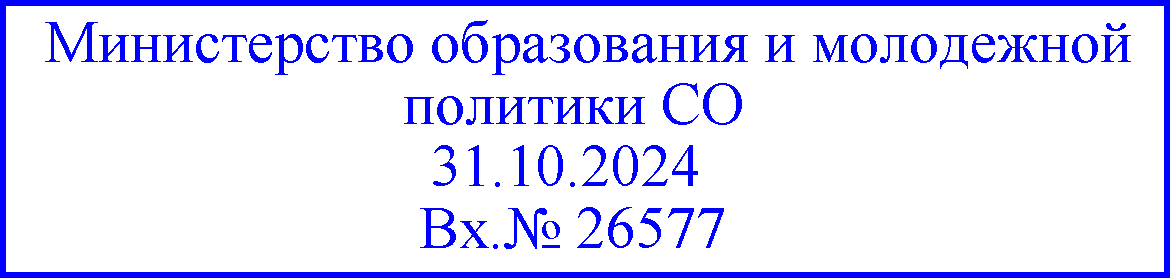 Министерство образования и молодежной
политики СО
31.10.2024
Вх.№ 26577